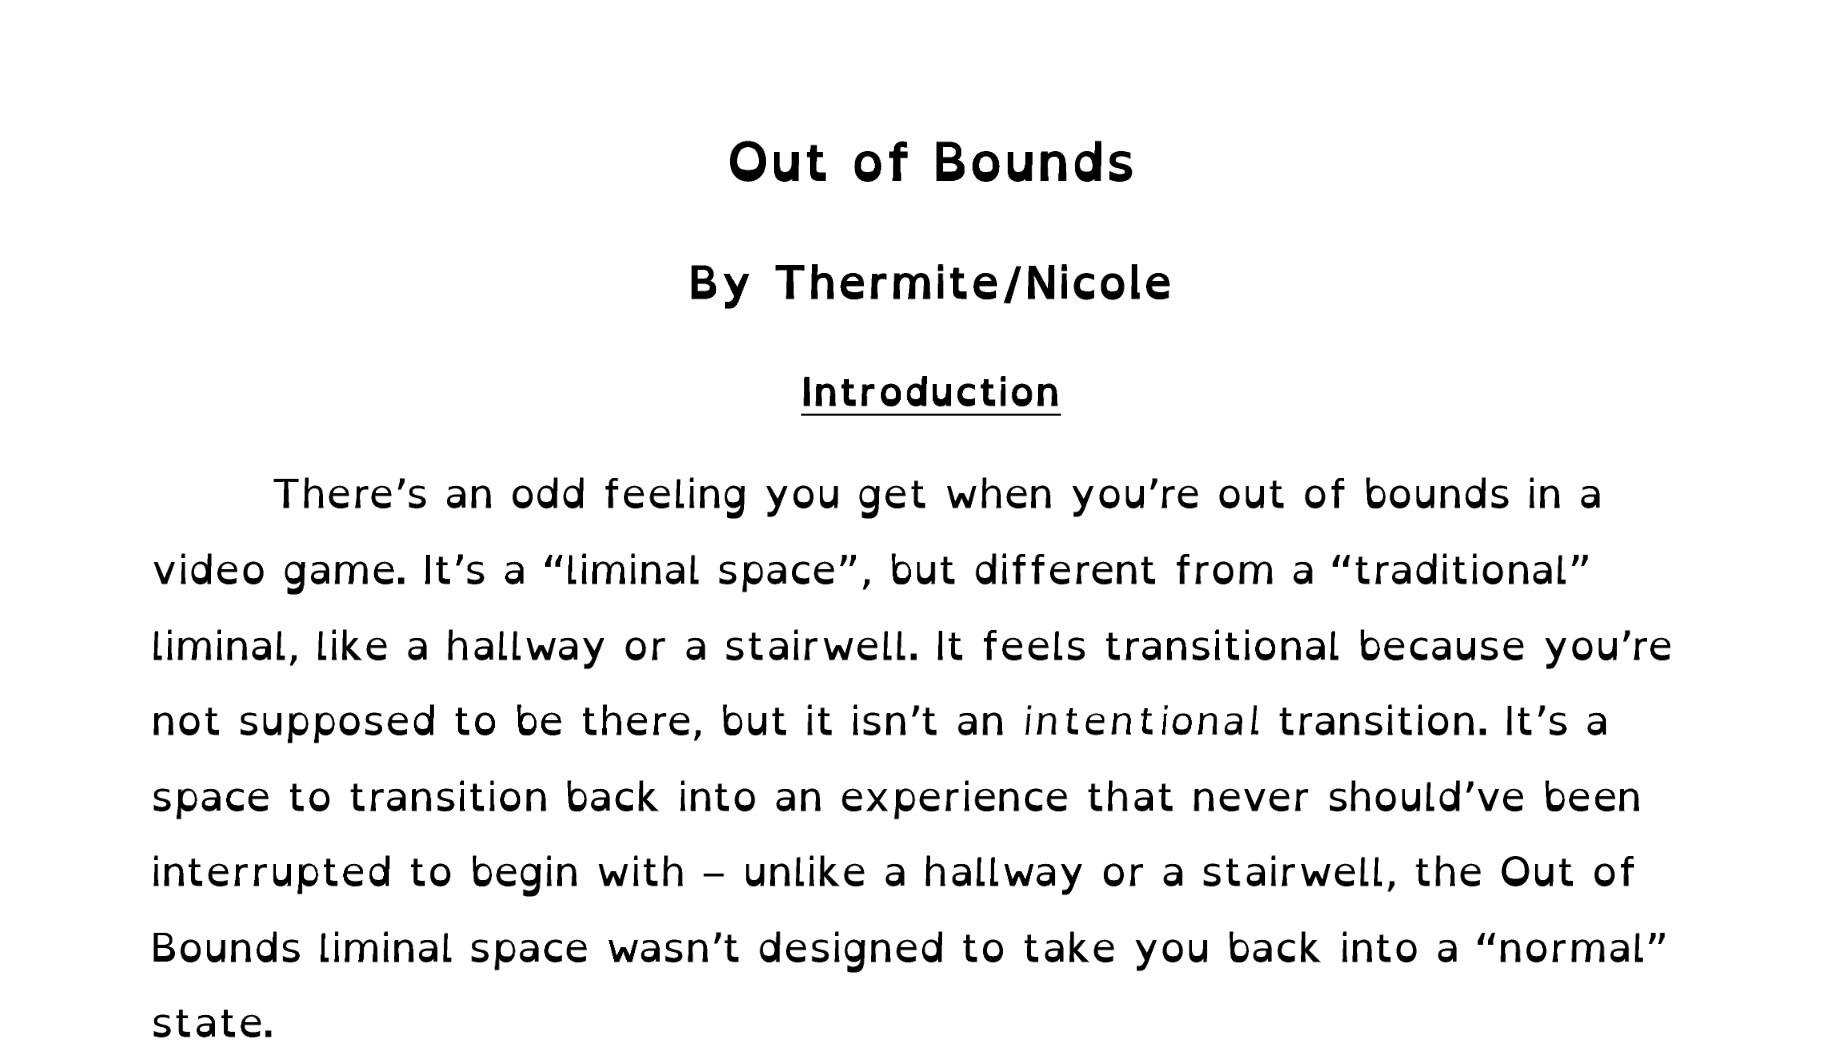 Out of Bounds
By Thermite/Nicole
Introduction
There’s an odd feeling you get when you’re out of bounds in a
video game. It’s a “liminal space”, but different from a “traditional”
liminal, like a hallway or a stairwell. It feels transitional because you’re
not supposed to be there, but it isn’t an intentional transition. It’s a
space to transition back into an experience that never should’ve been
interrupted to begin with – unlike a hallway or a stairwell, the Out of
Bounds liminal space wasn’t designed to take you back into a “normal”
state.